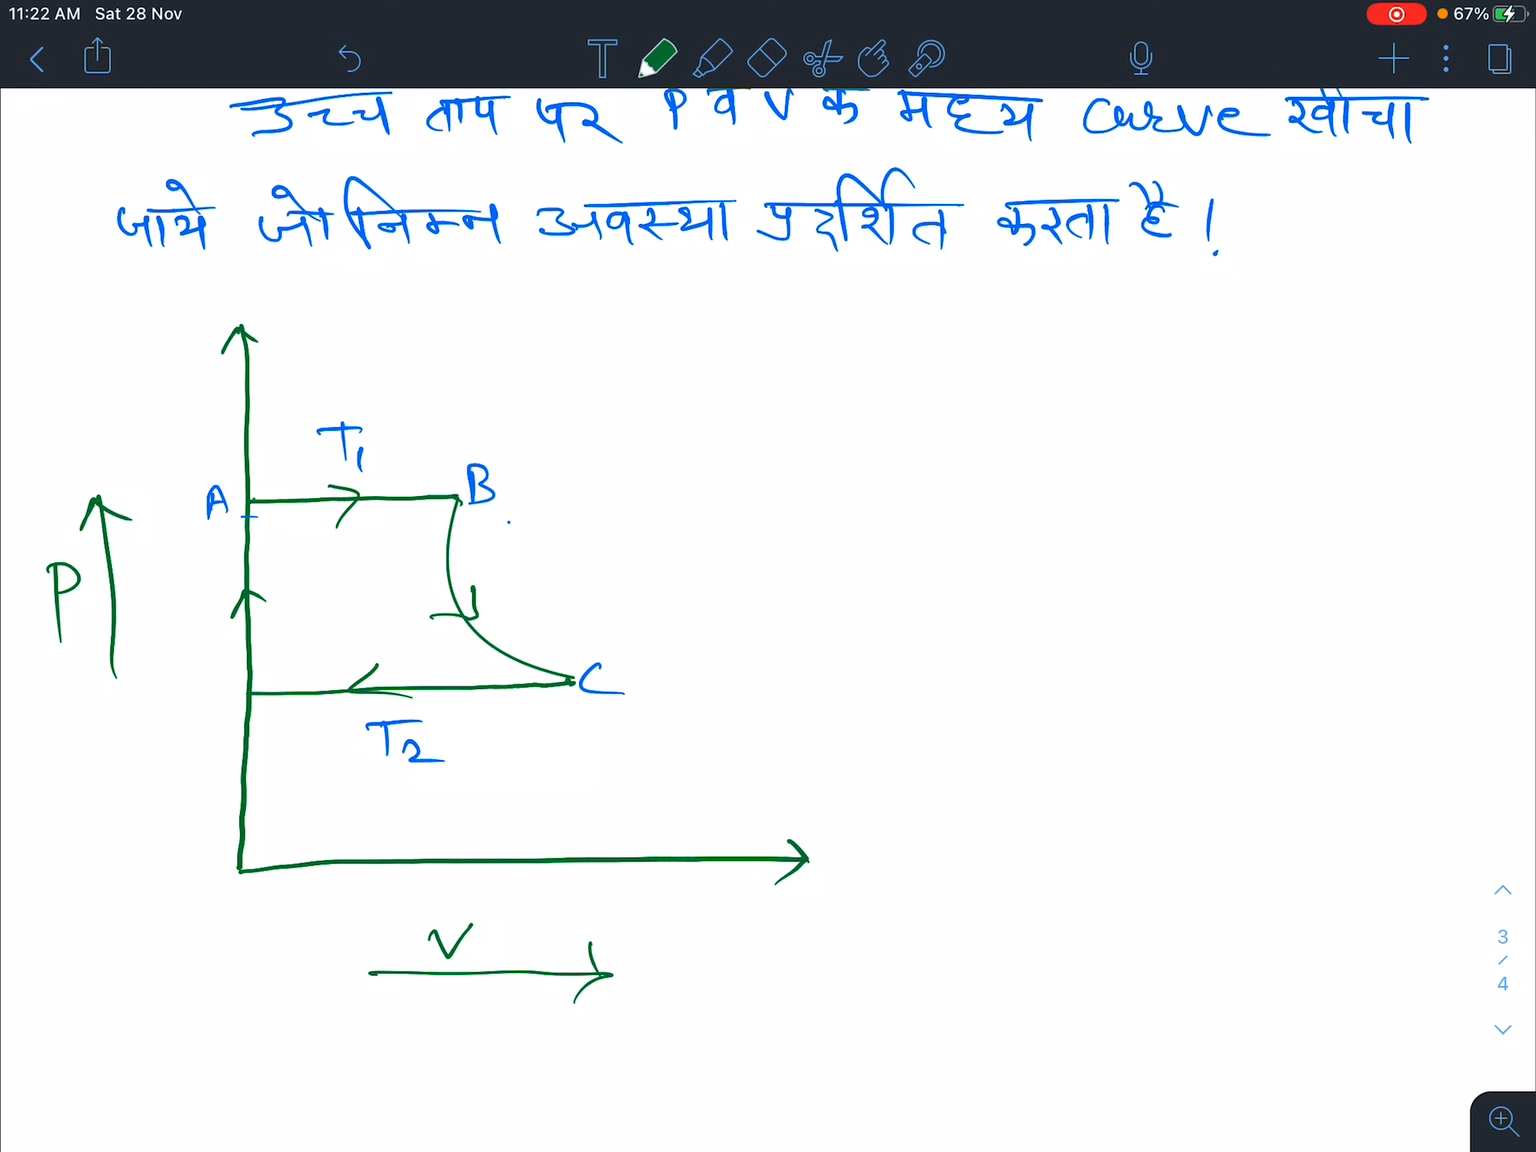 11:22 AM Sat 28 Nov
67%
T
उच्च ताप पर P व V के मध्य curve खींचा
जाये जो निम्न अवस्था प्रदर्शित करता है।
T₁
A
B
P
C
T₂
V
3
/
4